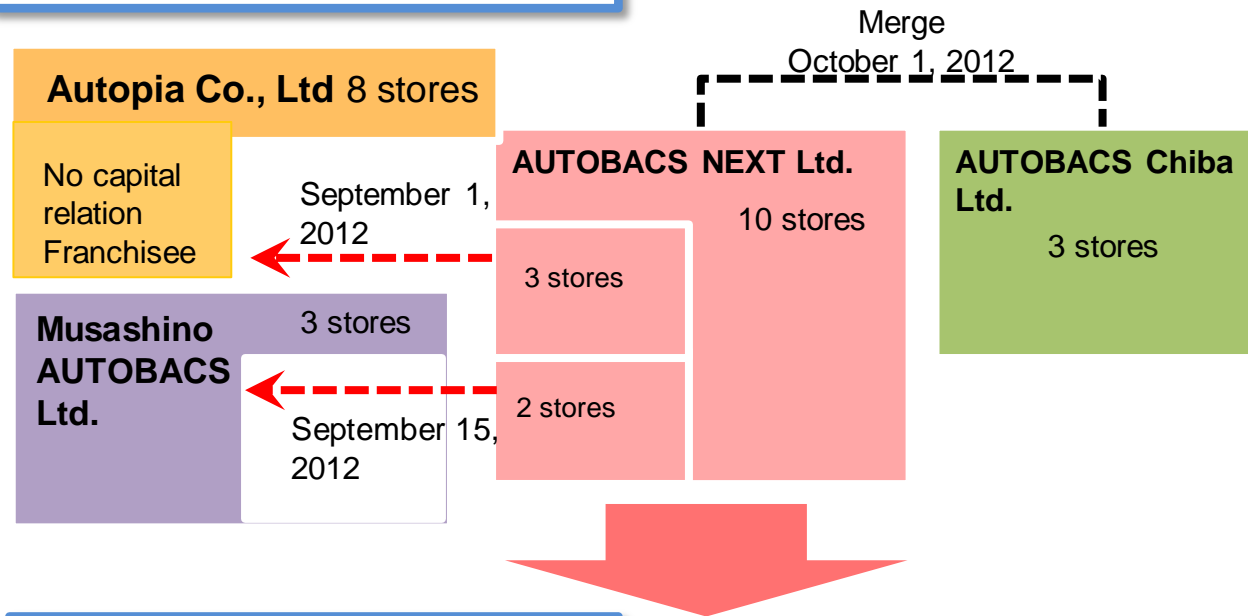 Merge
October 1, 2012
Autopia Co., Ltd 8 stores
No capital
relation
Franchisee
September 1,
2012
AUTOBACS NEXT Ltd.
10 stores
3 stores
2 stores
AUTOBACS Chiba
Ltd.
3 stores
Musashino
AUTOBACS
Ltd.
3 stores
September 15,
2012